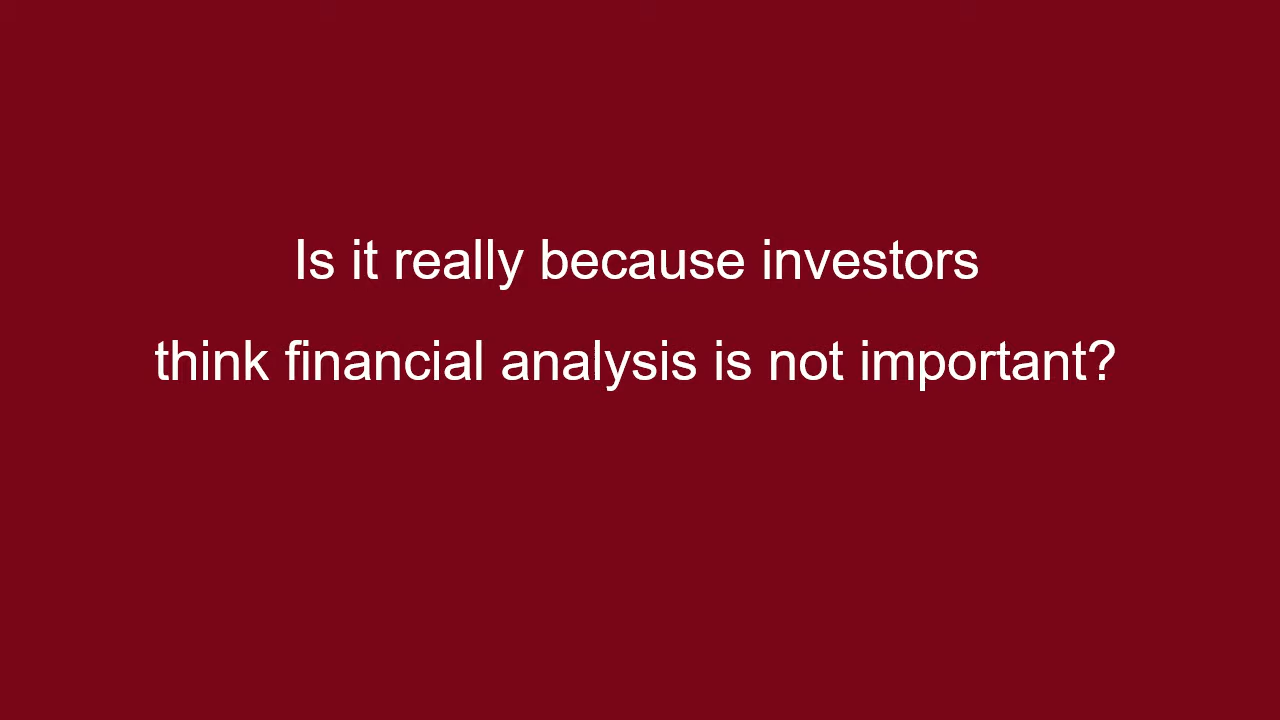 Is it really because investors
think financial analysis is not important?